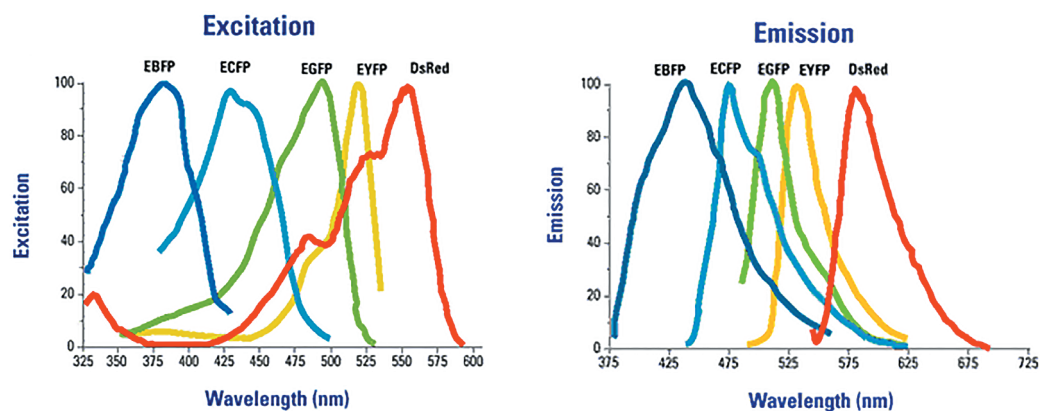 Excitation
EBFP ECFP EGFP EYFP DsRed
100
80
60
40
20
0
Excitation
325 350 375 400 425 450 475 500 525 550 575 600
Wavelength (nm)
Emission
EBFP ECFP EGFP EYFP DsRed
100
80
60
40
20
0
Emission
375 425 475 525 575 625 675 725
Wavelength (nm)